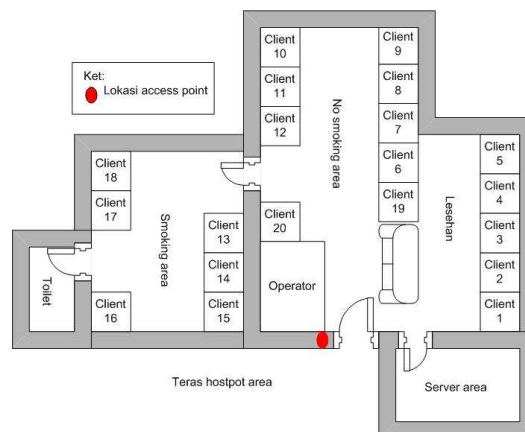 Ket:
Lokasi access point
Client
10
Client
11
Client
12
Client
9
Client
8
Client
7
Client
6
Client
19
No smoking area
Client
20
Operator
Client
18
Client
17
Client
16
Smoking area
Client
13
Client
14
Client
15
Toilet
Lesehan
Client
5
Client
4
Client
3
Client
2
Client
1
Teras hostpot area
Server area